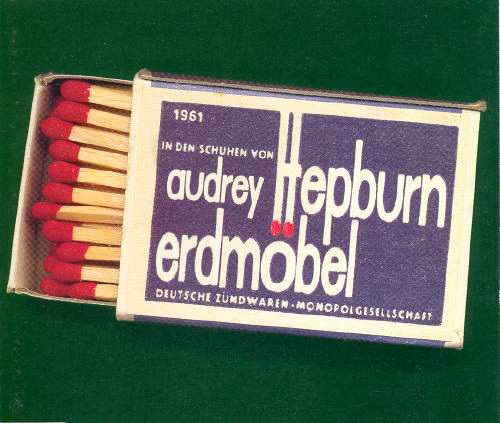 1961
IN DEN SCHUHEN VON
audrey Hepburn
erdmöbel
DEUTSCHE ZÜNDWAREN-MONOPOLGESELLSCHAFT